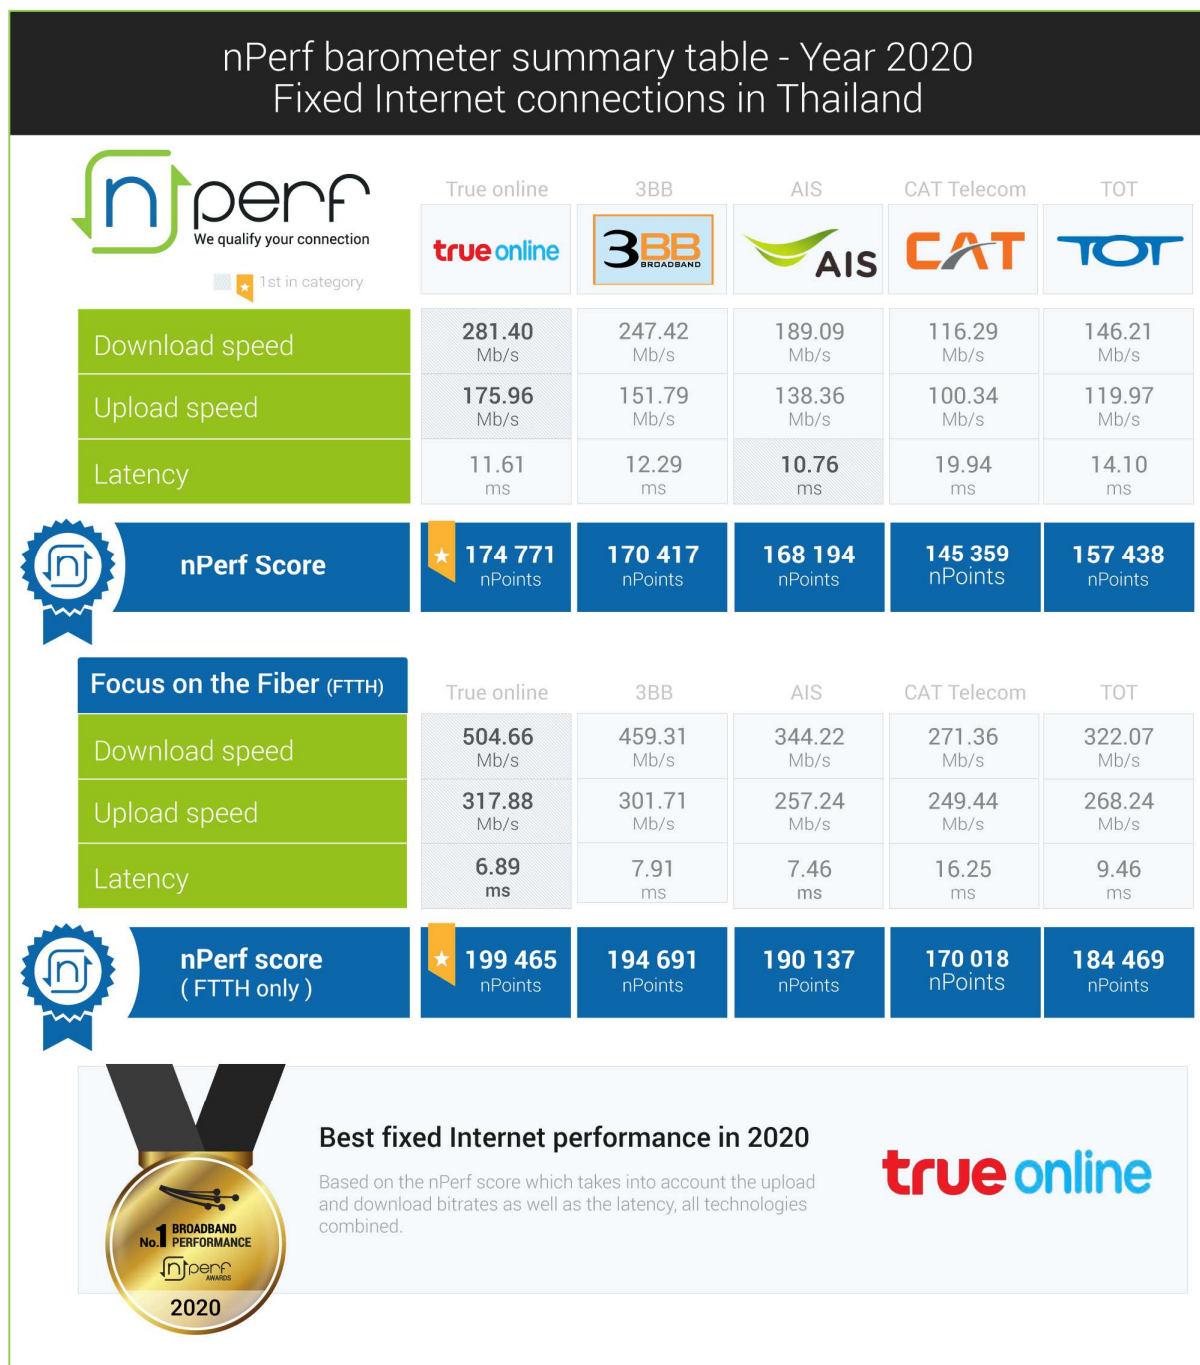 nPerf barometer summary table - Year 2020
Fixed Internet connections in Thailand
nperf
We qualify your connection
1st in category
True online 3BB AIS CAT Telecom TOT
true online 3BB BROADBAND AIS CAT TOT
Download speed 281.40 Mb/s 247.42 Mb/s 189.09 Mb/s 116.29 Mb/s 146.21 Mb/s
Upload speed 175.96 Mb/s 151.79 Mb/s 138.36 Mb/s 100.34 Mb/s 119.97 Mb/s
Latency 11.61 ms 12.29 ms 10.76 ms 19.94 ms 14.10 ms
n
nPerf Score 174 771 nPoints 170 417 nPoints 168 194 nPoints 145 359 nPoints 157 438 nPoints
Focus on the Fiber (FTTH) True online 3BB AIS CAT Telecom TOT
Download speed 504.66 Mb/s 459.31 Mb/s 344.22 Mb/s 271.36 Mb/s 322.07 Mb/s
Upload speed 317.88 Mb/s 301.71 Mb/s 257.24 Mb/s 249.44 Mb/s 268.24 Mb/s
Latency 6.89 ms 7.91 ms 7.46 ms 16.25 ms 9.46 ms
n
nPerf score
( FTTH only )
199 465 nPoints 194 691 nPoints 190 137 nPoints 170 018 nPoints 184 469 nPoints
Best fixed Internet performance in 2020
Based on the nPerf score which takes into account the upload
and download bitrates as well as the latency, all technologies
combined.
true online
No.1 BROADBAND
PERFORMANCE
nperf
AWARDS
2020